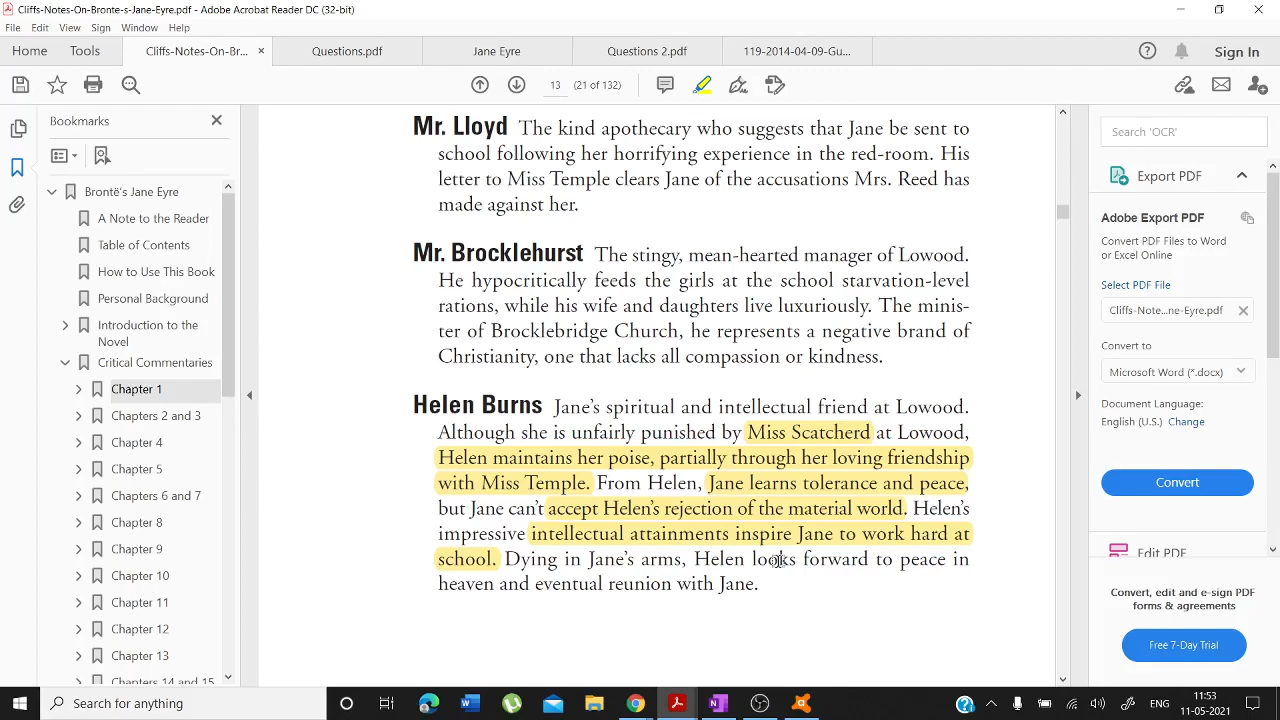 Cliffs-Notes-On-Bronte-s-Jane-Eyre.pdf - Adobe Acrobat Reader DC (32-bit)
File Edit View Sign Window Help
Home Tools Cliffs-Notes-On-Br... × Questions.pdf Jane Eyre Questions 2.pdf 119-2014-04-09-Gu... Sign In
13 (21 of 132)
Bookmarks
Brontë's Jane Eyre
A Note to the Reader
Table of Contents
How to Use This Book
Personal Background
Introduction to the
Novel
Critical Commentaries
Chapter 1
Chapters 2 and 3
Chapter 4
Chapter 5
Chapters 6 and 7
Chapter 8
Chapter 9
Chapter 10
Chapter 11
Chapter 12
Chapter 13
Chapters 14 and 15
Mr. Lloyd The kind apothecary who suggests that Jane be sent to
school following her horrifying experience in the red-room. His
letter to Miss Temple clears Jane of the accusations Mrs. Reed has
made against her.
Mr. Brocklehurst The stingy, mean-hearted manager of Lowood.
He hypocritically feeds the girls at the school starvation-level
rations, while his wife and daughters live luxuriously. The minis-
ter of Brocklebridge Church, he represents a negative brand of
Christianity, one that lacks all compassion or kindness.
Helen Burns Jane's spiritual and intellectual friend at Lowood.
Although she is unfairly punished by Miss Scatcherd at Lowood,
Helen maintains her poise, partially through her loving friendship
with Miss Temple. From Helen, Jane learns tolerance and peace,
but Jane can't accept Helen's rejection of the material world. Helen's
impressive intellectual attainments inspire Jane to work hard at
school. Dying in Jane's arms, Helen looks forward to peace in
heaven and eventual reunion with Jane.
Search 'OCR'
Export PDF
Adobe Export PDF
Convert PDF Files to Word
or Excel Online
Select PDF File
Cliffs-Note...ne-Eyre.pdf
Convert to
Microsoft Word (*.docx)
Document Language:
English (U.S.) Change
Convert
Edit PDF
Convert, edit and e-sign PDF
forms & agreements
Free 7-Day Trial
Search for anything
ENG
11:53
11-05-2021